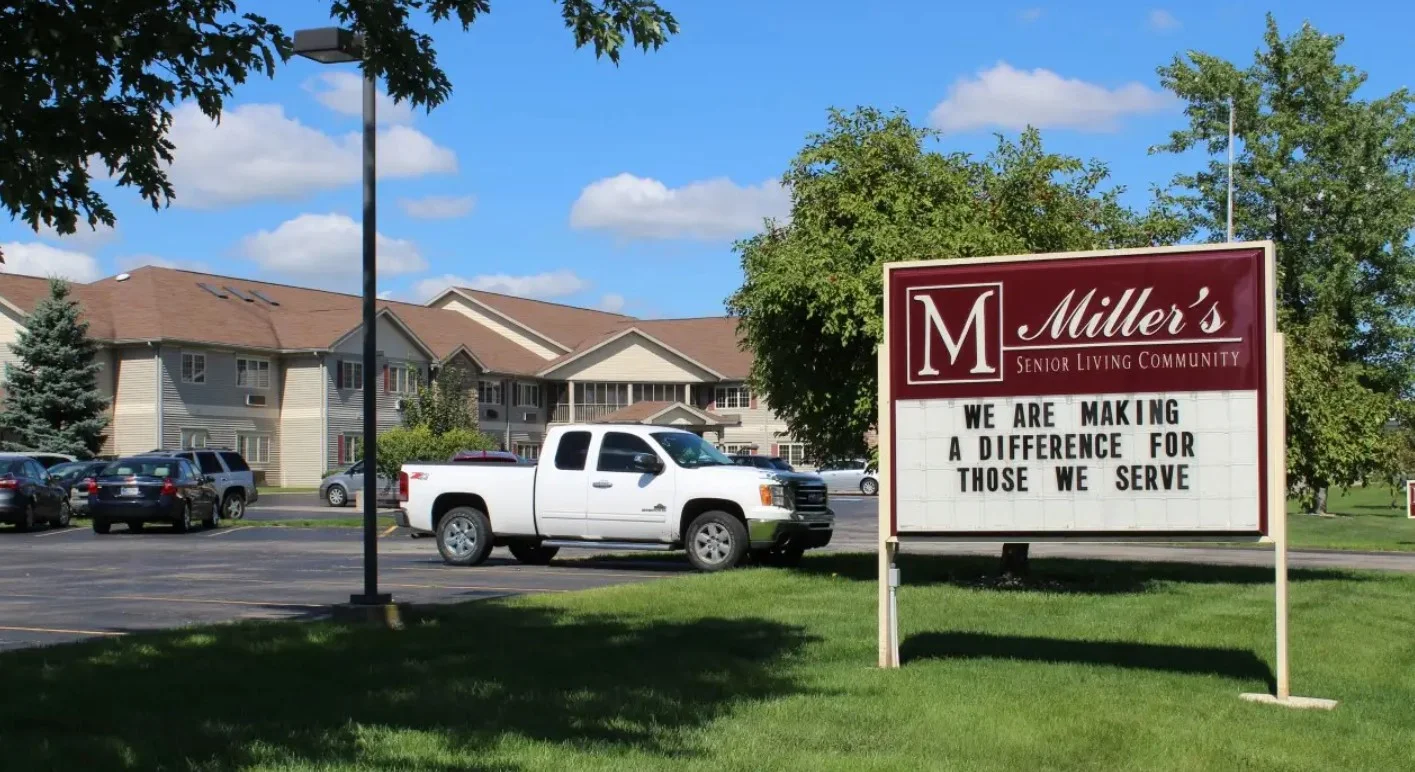 M
Miller's
Senior Living Community
WE ARE MAKING
A DIFFERENCE FOR
THOSE WE SERVE